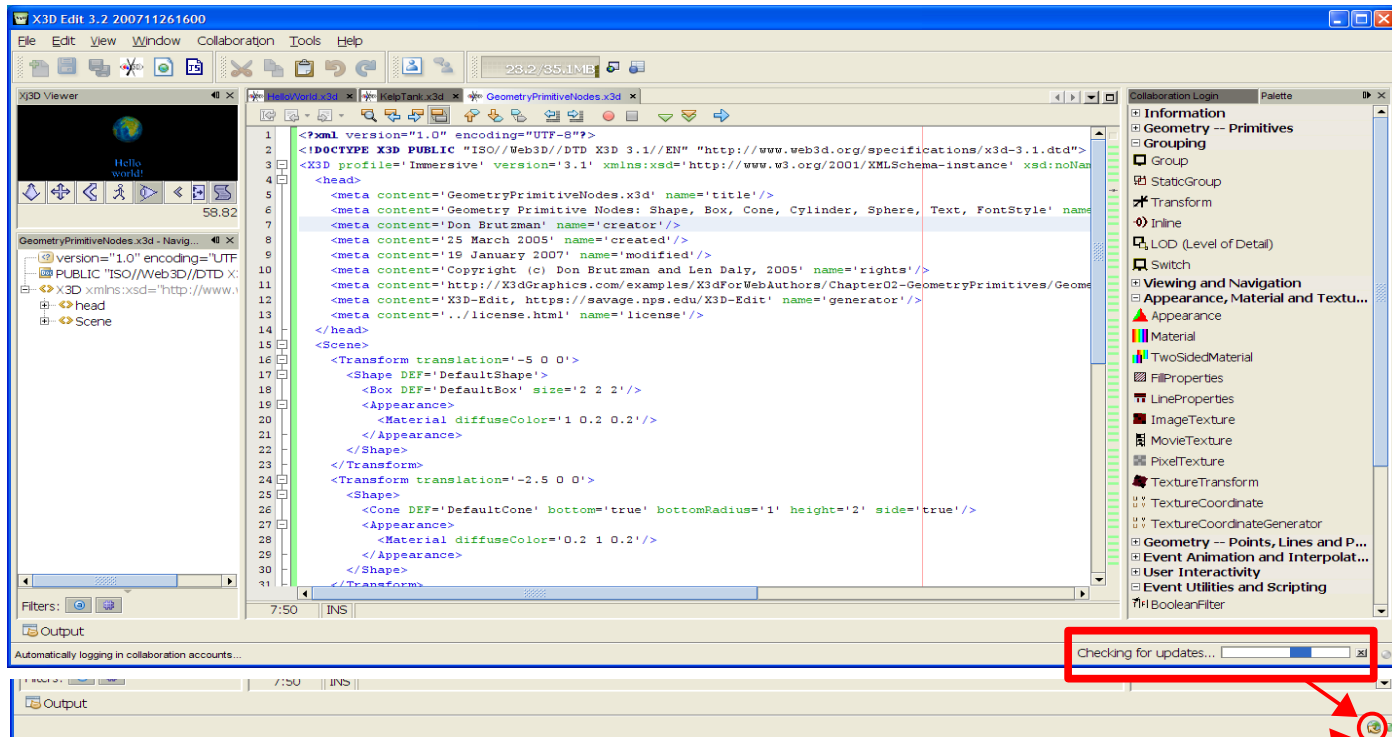 X3D Edit 3.2 200711261600
File Edit View Window Collaboration Tools Help
23.2/35.1MB
Xj3D Viewer
Hello
world!
58.82
GeometryPrimitiveNodes.x3d - Navig...
version="1.0" encoding="UTF
PUBLIC "ISO//Web3D//DTD X
X3D xmlns:xsd="http://www.
head
Scene
Filters:
HelloWorld.x3d KelpTank.x3d GeometryPrimitiveNodes.x3d
1 <?xml version="1.0" encoding="UTF-8"?>
2 <!DOCTYPE X3D PUBLIC "ISO//Web3D//DTD X3D 3.1//EN" "http://www.web3d.org/specifications/x3d-3.1.dtd">
3 <X3D profile='Immersive' version='3.1' xmlns:xsd='http://www.w3.org/2001/XMLSchema-instance' xsd:noNam
4 <head>
5 <meta content='GeometryPrimitiveNodes.x3d' name='title'/>
6 <meta content='Geometry Primitive Nodes: Shape, Box, Cone, Cylinder, Sphere, Text, FontStyle' name
7 <meta content='Don Brutzman' name='creator'/>
8 <meta content='25 March 2005' name='created'/>
9 <meta content='19 January 2007' name='modified'/>
10 <meta content='Copyright (c) Don Brutzman and Len Daly, 2005' name='rights'/>
11 <meta content='http://X3dGraphics.com/examples/X3dForWebAuthors/Chapter02-GeometryPrimitives/Geome
12 <meta content='X3D-Edit, https://savage.nps.edu/X3D-Edit' name='generator'/>
13 <meta content='../license.html' name='license'/>
14 </head>
15 <Scene>
16 <Transform translation='-5 0 0'>
17 <Shape DEF='DefaultShape'>
18 <Box DEF='DefaultBox' size='2 2 2'/>
19 <Appearance>
20 <Material diffuseColor='1 0.2 0.2'/>
21 </Appearance>
22 </Shape>
23 </Transform>
24 <Transform translation='-2.5 0 0'>
25 <Shape>
26 <Cone DEF='DefaultCone' bottom='true' bottomRadius='1' height='2' side='true'/>
27 <Appearance>
28 <Material diffuseColor='0.2 1 0.2'/>
29 </Appearance>
30 </Shape>
31 </Transform>
7:50 INS
Collaboration Login Palette
Information
Geometry -- Primitives
Grouping
Group
StaticGroup
Transform
Inline
LOD (Level of Detail)
Switch
Viewing and Navigation
Appearance, Material and Textu...
Appearance
Material
TwoSidedMaterial
FillProperties
LineProperties
ImageTexture
MovieTexture
PixelTexture
TextureTransform
TextureCoordinate
TextureCoordinateGenerator
Geometry -- Points, Lines and P...
Event Animation and Interpolat...
User Interactivity
Event Utilities and Scripting
BooleanFilter
Output
Automatically logging in collaboration accounts...
Checking for updates...
Filters:
7:50 INS
Output